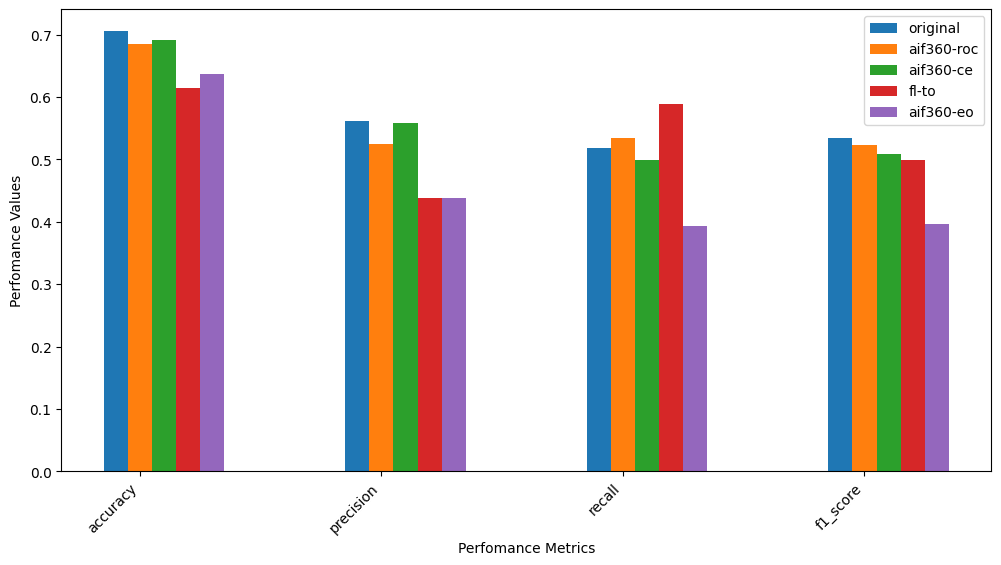 0.7
0.6
0.5
0.4
0.3
0.2
0.1
0.0
Perfomance Values
original
aif360-roc
aif360-ce
fl-to
aif360-eo
accuracy
precision
recall
f1_score
Perfomance Metrics